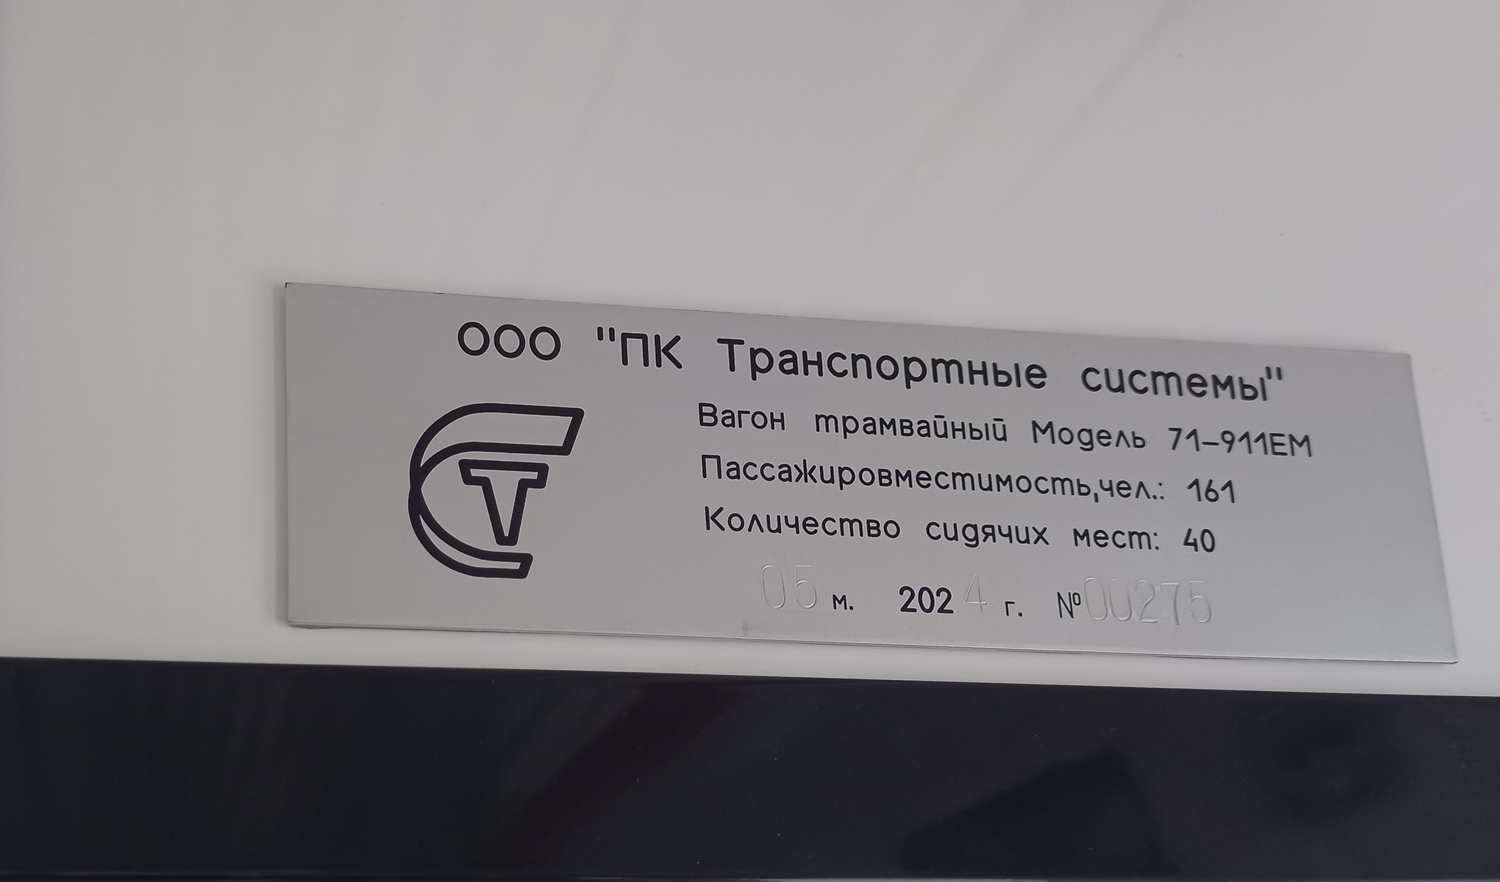 ООО "ПК Транспортные системы"
СТ
Вагон трамвайный Модель 71-911ЕМ
Пассажировместимость,чел.: 161
Количество сидячих мест: 40
05 м. 2024 г. №00275